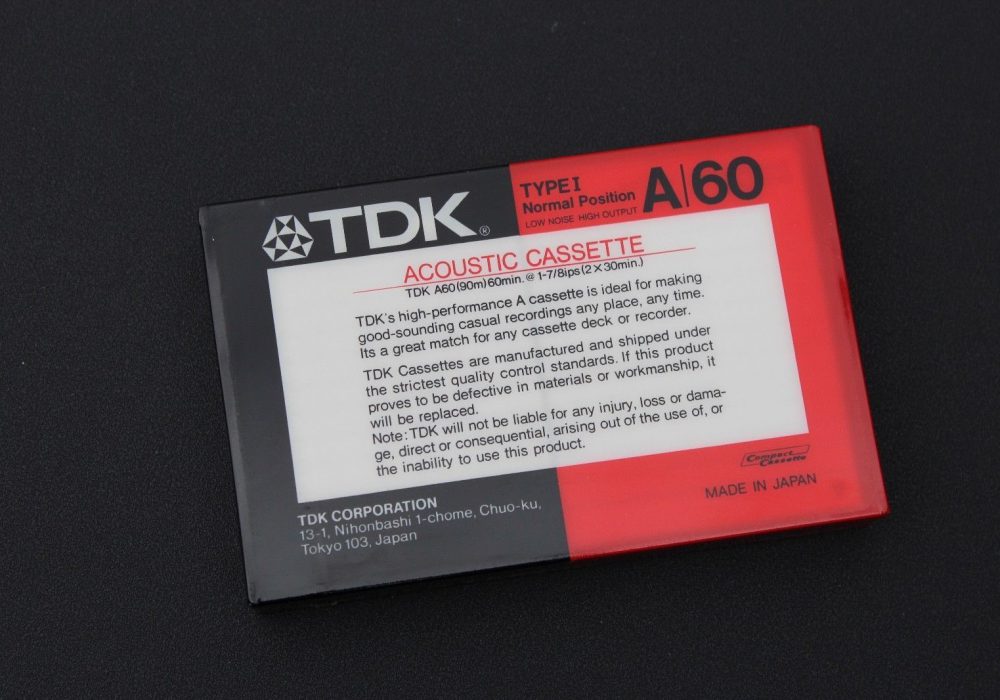 TDK®
TYPE I
Normal Position
LOW NOISE HIGH OUTPUT
A|60
ACOUSTIC CASSETTE
TDK A60(90m)60min. @ 1-7/8ips(2×30min.)
TDK's high-performance A cassette is ideal for making
good-sounding casual recordings any place, any time.
Its a great match for any cassette deck or recorder.
TDK Cassettes are manufactured and shipped under
the strictest quality control standards. If this product
proves to be defective in materials or workmanship, it
will be replaced.
Note: TDK will not be liable for any injury, loss or dama-
ge, direct or consequential, arising out of the use of, or
the inability to use this product.
Compact
Cassette
MADE IN JAPAN
TDK CORPORATION
13-1, Nihonbashi 1-chome, Chuo-ku,
Tokyo 103, Japan